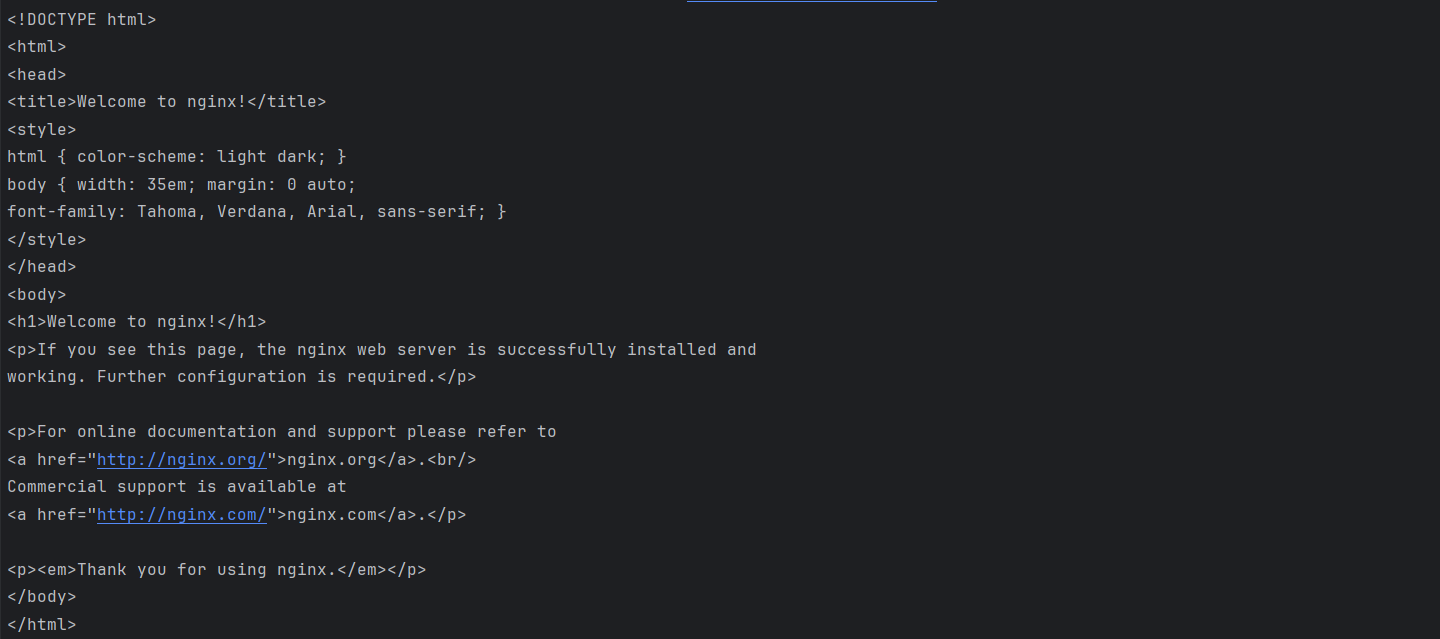 <!DOCTYPE html>
<html>
<head>
<title>Welcome to nginx!</title>
<style>
html { color-scheme: light dark; }
body { width: 35em; margin: 0 auto;
font-family: Tahoma, Verdana, Arial, sans-serif; }
</style>
</head>
<body>
<h1>Welcome to nginx!</h1>
<p>If you see this page, the nginx web server is successfully installed and
working. Further configuration is required.</p>

<p>For online documentation and support please refer to
<a href="http://nginx.org/">nginx.org</a>.<br/>
Commercial support is available at
<a href="http://nginx.com/">nginx.com</a>.</p>

<p><em>Thank you for using nginx.</em></p>
</body>
</html>